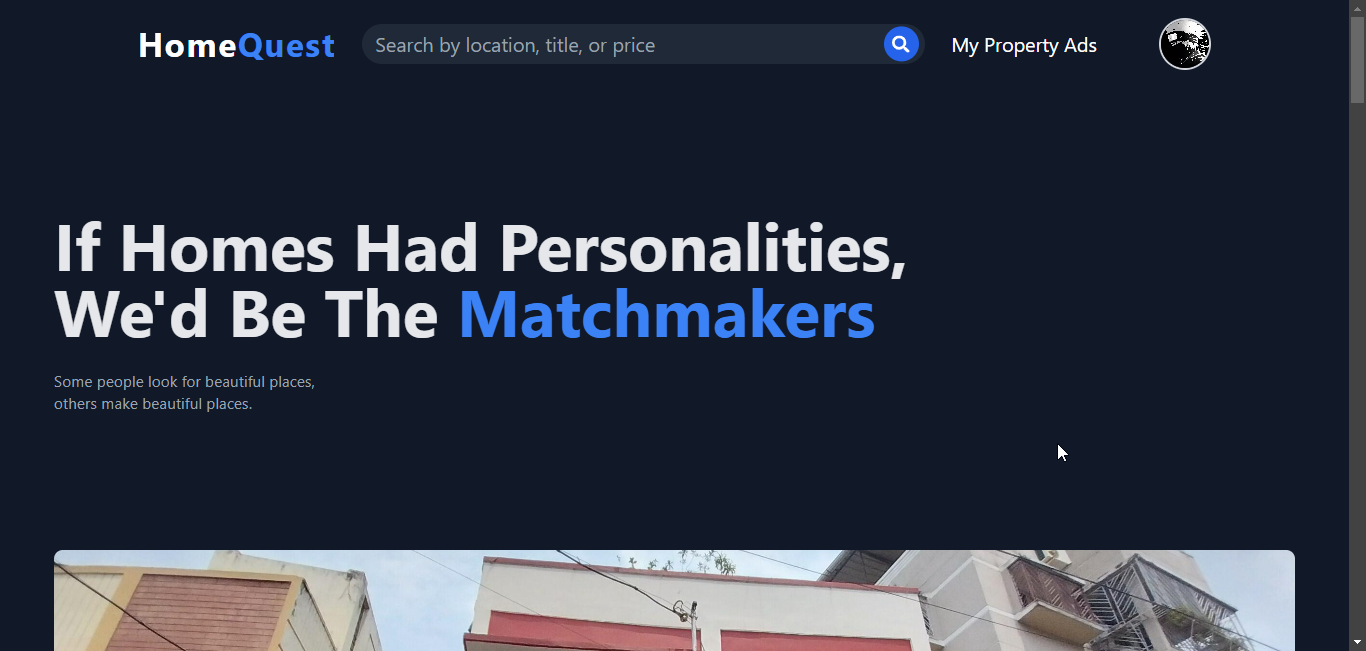 HomeQuest
Search by location, title, or price
My Property Ads
If Homes Had Personalities,
We'd Be The Matchmakers
Some people look for beautiful places,
others make beautiful places.